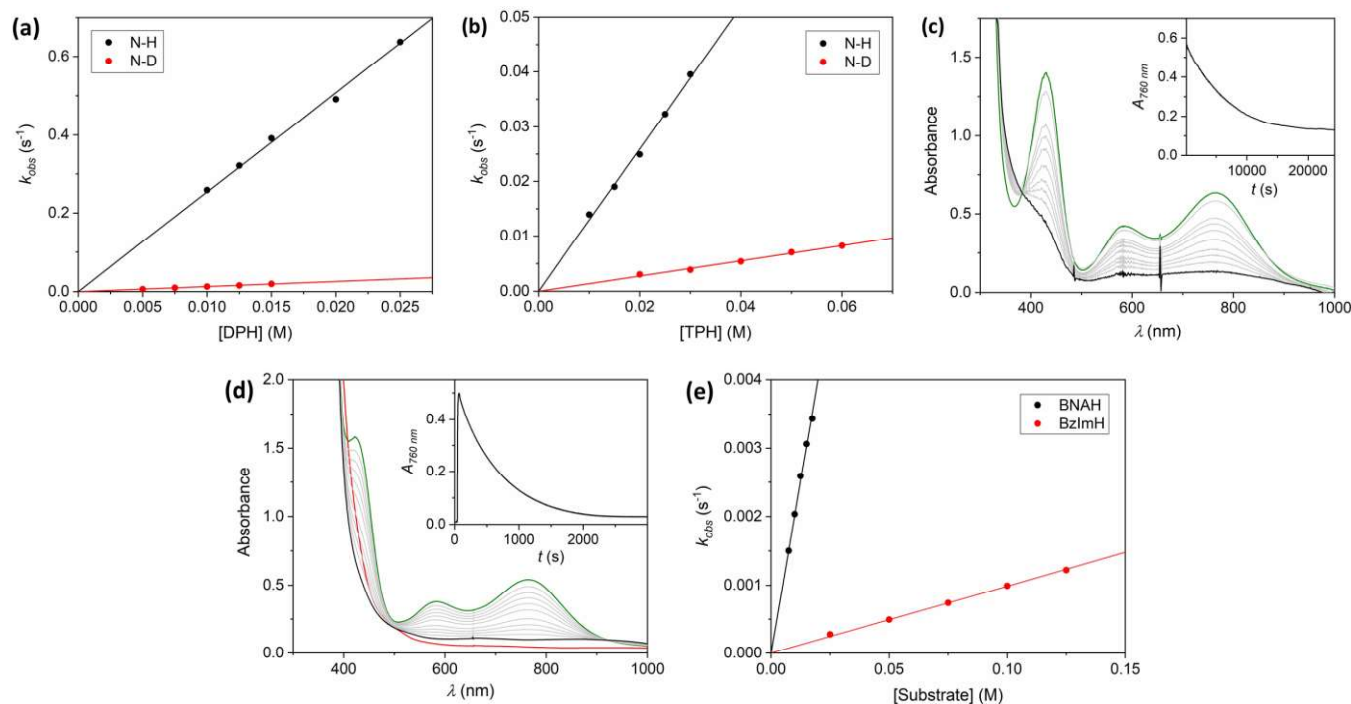 (a)
N-H
N-D
k_obs (s⁻¹)
0.6
0.4
0.2
0.0
0.000 0.005 0.010 0.015 0.020 0.025
[DPH] (M)
(b)
N-H
N-D
k_obs (s⁻¹)
0.05
0.04
0.03
0.02
0.01
0.00
0.00 0.02 0.04 0.06
[TPH] (M)
(c)
Absorbance
1.5
1.0
0.5
0.0
400 600 800 1000
λ (nm)
A_760 nm
0.6
0.4
0.2
0.0
10000 20000
t (s)
(d)
Absorbance
2.0
1.5
1.0
0.5
0.0
400 600 800 1000
λ (nm)
A_760 nm
0.4
0.2
0.0
0 1000 2000
t (s)
(e)
BNAH
BzImH
k_obs (s⁻¹)
0.004
0.003
0.002
0.001
0.000
0.00 0.05 0.10 0.15
[Substrate] (M)